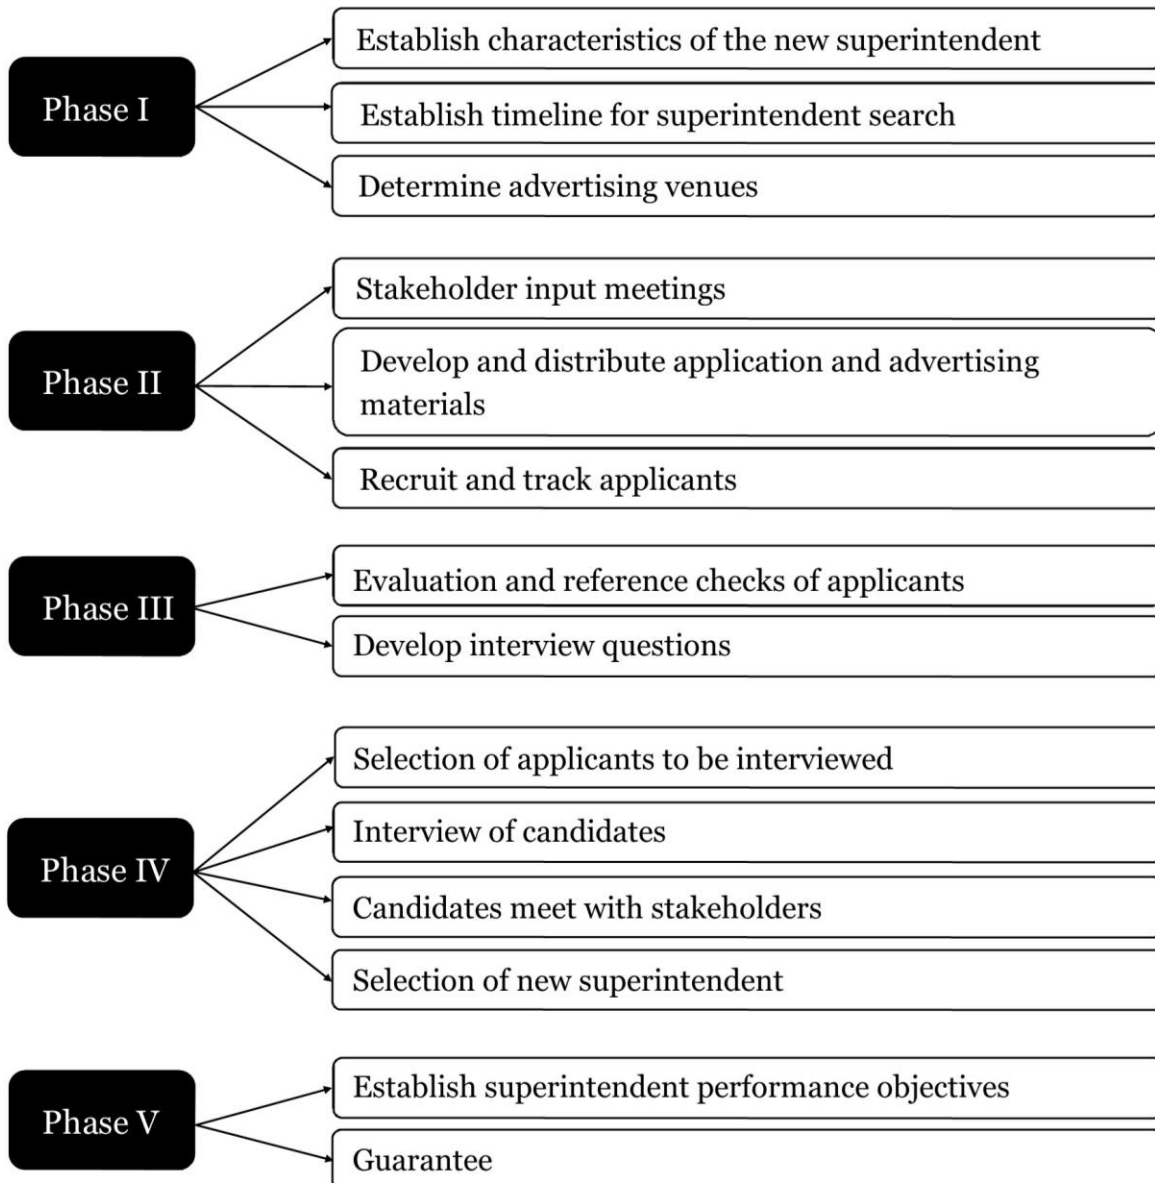 Phase I
Establish characteristics of the new superintendent
Establish timeline for superintendent search
Determine advertising venues
Phase II
Stakeholder input meetings
Develop and distribute application and advertising
materials
Recruit and track applicants
Phase III
Evaluation and reference checks of applicants
Develop interview questions
Phase IV
Selection of applicants to be interviewed
Interview of candidates
Candidates meet with stakeholders
Selection of new superintendent
Phase V
Establish superintendent performance objectives
Guarantee